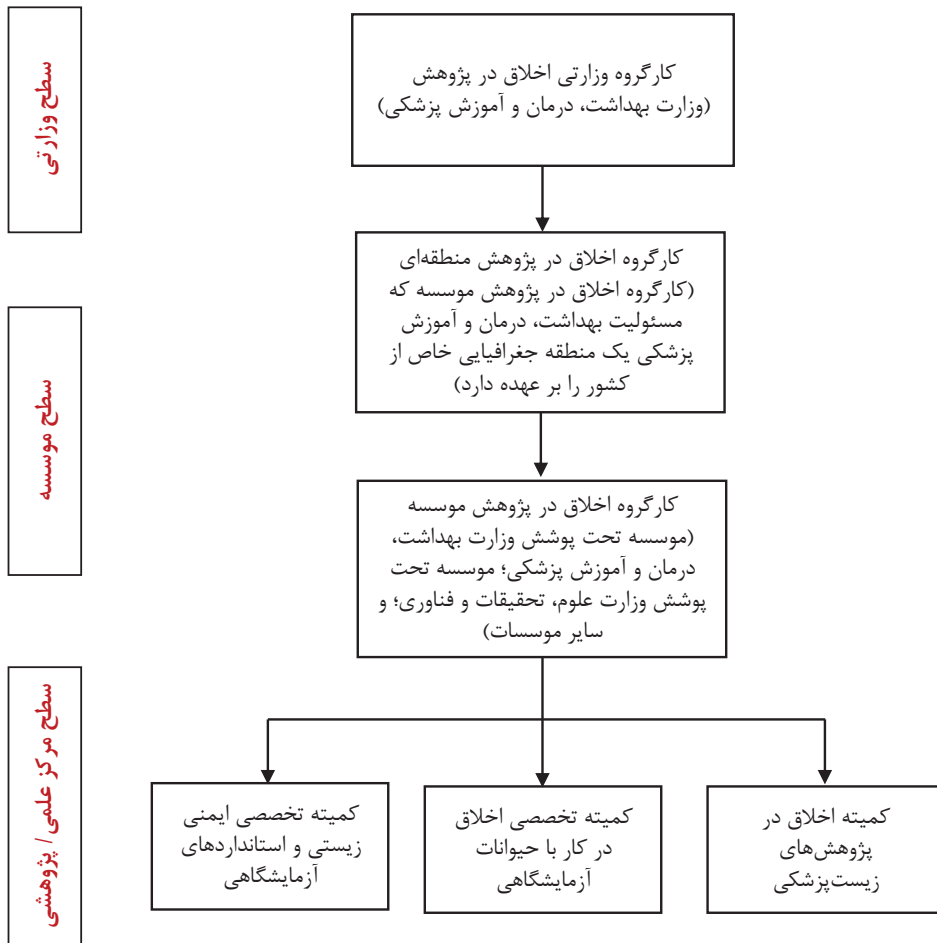 سطح وزارتی
کارگروه وزارتی اخلاق در پژوهش
(وزارت بهداشت، درمان و آموزش پزشکی)
سطح موسسه
کارگروه اخلاق در پژوهش منطقه‌ای
(کارگروه اخلاق در پژوهش موسسه که
مسئولیت بهداشت، درمان و آموزش
پزشکی یک منطقه جغرافیایی خاص از
کشور را بر عهده دارد)
کارگروه اخلاق در پژوهش موسسه
(موسسه تحت پوشش وزارت بهداشت،
درمان و آموزش پزشکی؛ موسسه تحت
پوشش وزارت علوم، تحقیقات و فناوری؛ و
سایر موسسات)
سطح مرکز علمی / پژوهشی
کمیته اخلاق در
پژوهش‌های
زیست‌پزشکی
کمیته تخصصی اخلاق
در کار با حیوانات
آزمایشگاهی
کمیته تخصصی ایمنی
زیستی و استانداردهای
آزمایشگاهی